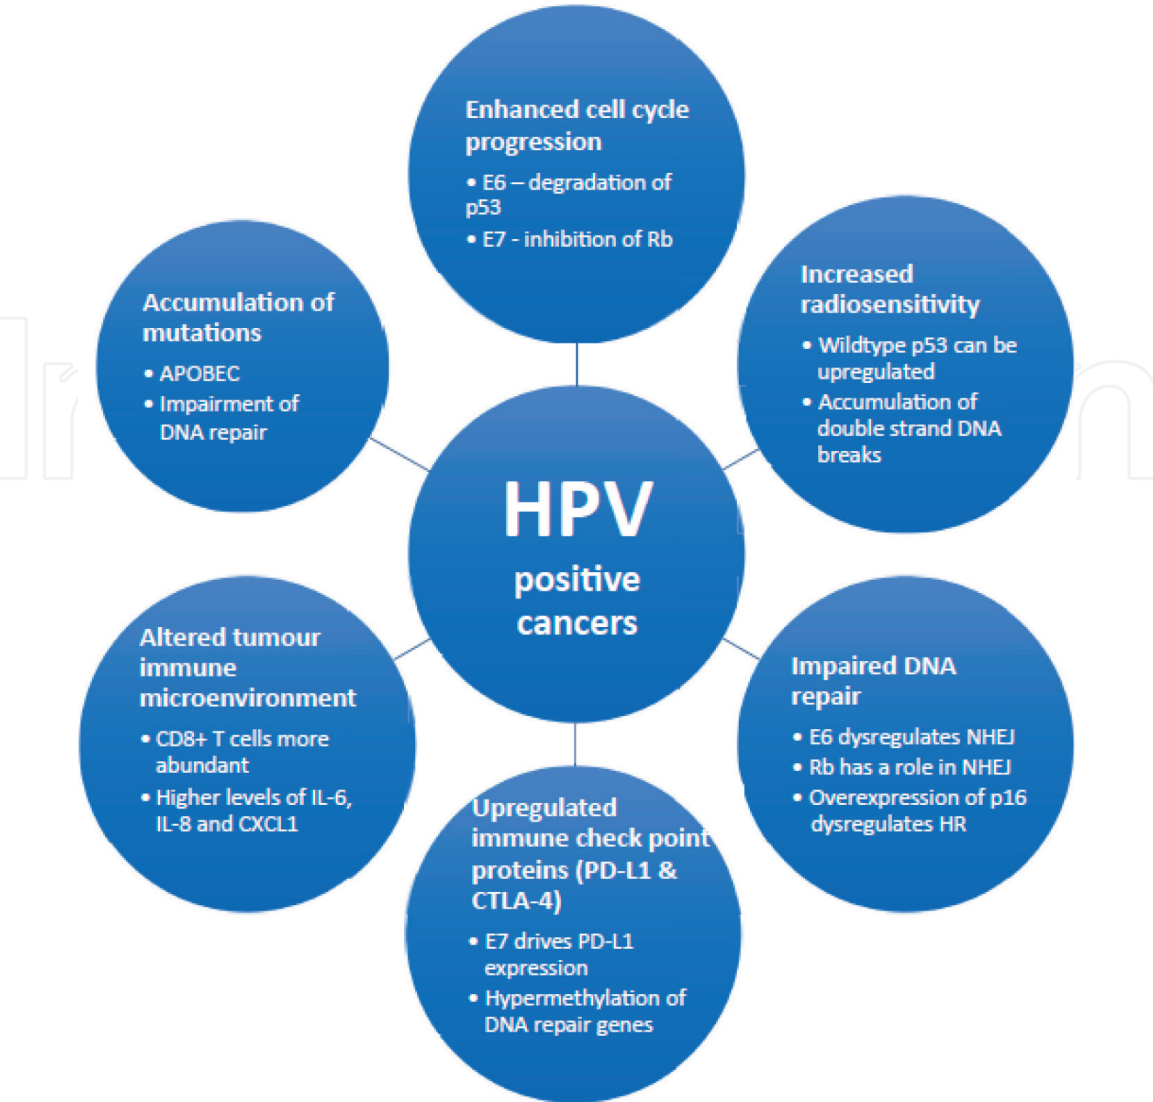 Enhanced cell cycle
progression
• E6 – degradation of
p53
• E7 - inhibition of Rb
Increased
radiosensitivity
• Wildtype p53 can be
upregulated
• Accumulation of
double strand DNA
breaks
Accumulation of
mutations
• APOBEC
• Impairment of
DNA repair
HPV
positive
cancers
Altered tumour
immune
microenvironment
• CD8+ T cells more
abundant
• Higher levels of IL-6,
IL-8 and CXCL1
Impaired DNA
repair
• E6 dysregulates NHEJ
• Rb has a role in NHEJ
• Overexpression of p16
dysregulates HR
Upregulated
immune check point
proteins (PD-L1 &
CTLA-4)
• E7 drives PD-L1
expression
• Hypermethylation of
DNA repair genes